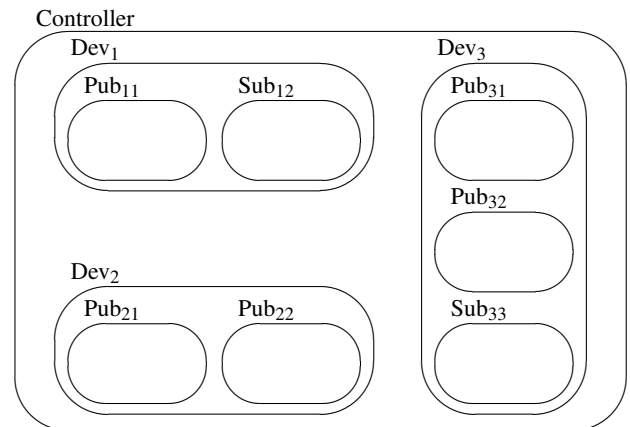 Controller
Dev₁
Dev₃
Pub₁₁ Sub₁₂
Pub₃₁
Pub₃₂
Dev₂
Pub₂₁ Pub₂₂
Sub₃₃